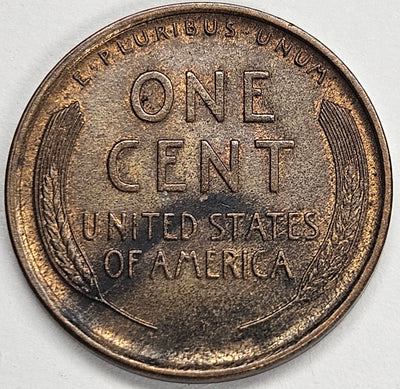 E·PLURIBUS·UNUM
ONE
CENT
UNITED STATES
OF AMERICA